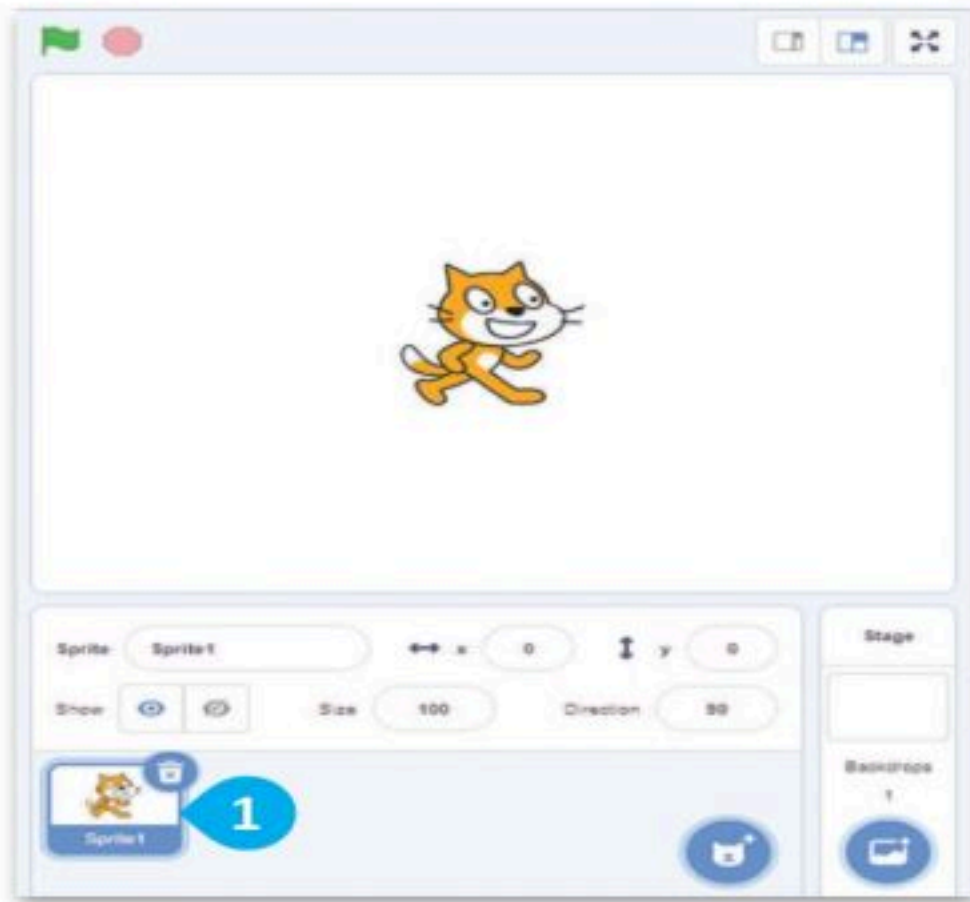 Sprite Sprite1 x 0 y 0
Show Size 100 Direction 90
Stage
Backdrops
1
Sprite1
1